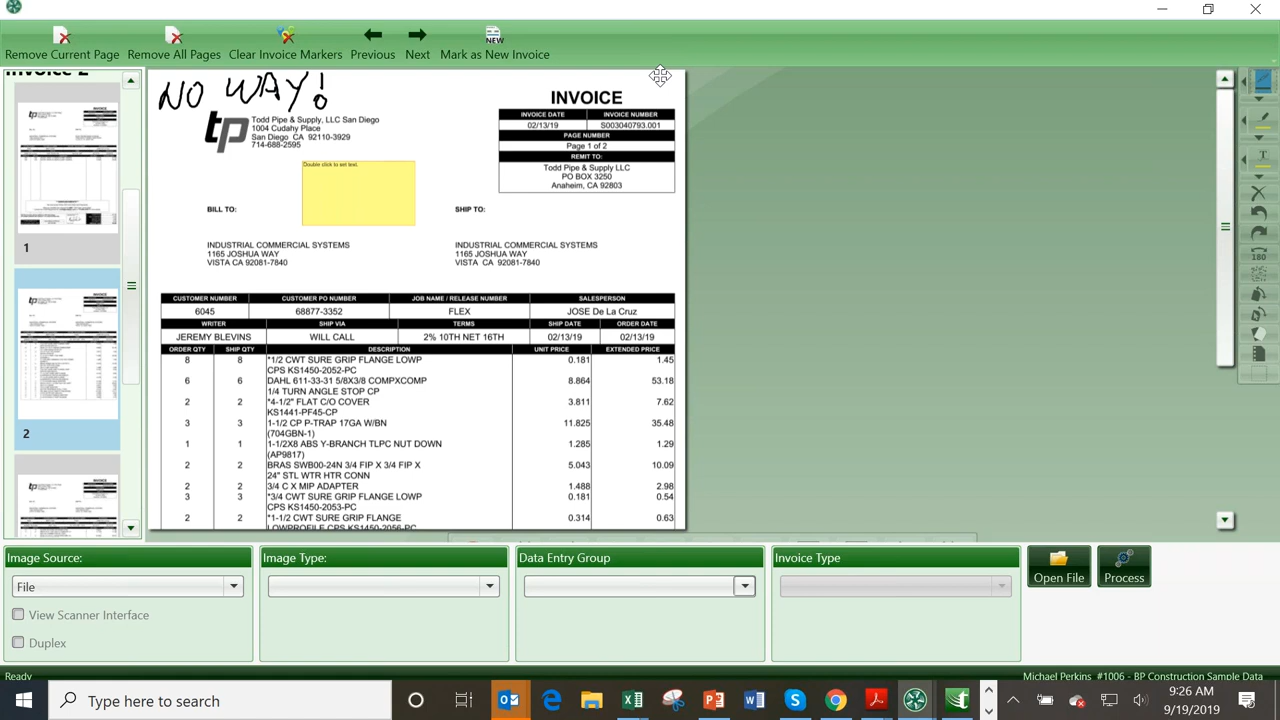 Remove Current Page Remove All Pages Clear Invoice Markers Previous Next NEW Mark as New Invoice
Invoice 2
1
2
NO WAY!
tp
Todd Pipe & Supply, LLC San Diego
1004 Cudahy Place
San Diego CA 92110-3929
714-688-2595
INVOICE
INVOICE DATE INVOICE NUMBER
02/13/19 S003040793.001
PAGE NUMBER
Page 1 of 2
REMIT TO:
Todd Pipe & Supply LLC
PO BOX 3250
Anaheim, CA 92803
Double click to set text.
BILL TO: SHIP TO:
INDUSTRIAL COMMERCIAL SYSTEMS INDUSTRIAL COMMERCIAL SYSTEMS
1165 JOSHUA WAY 1165 JOSHUA WAY
VISTA CA 92081-7840 VISTA CA 92081-7840
CUSTOMER NUMBER CUSTOMER PO NUMBER JOB NAME / RELEASE NUMBER SALESPERSON
6045 68877-3352 FLEX JOSE De La Cruz
WRITER SHIP VIA TERMS SHIP DATE ORDER DATE
JEREMY BLEVINS WILL CALL 2% 10TH NET 16TH 02/13/19 02/13/19
ORDER QTY SHIP QTY DESCRIPTION UNIT PRICE EXTENDED PRICE
8 8 *1/2 CWT SURE GRIP FLANGE LOWP 0.181 1.45
CPS KS1450-2052-PC
6 6 DAHL 611-33-31 5/8X3/8 COMPXCOMP 8.864 53.18
1/4 TURN ANGLE STOP CP
2 2 *4-1/2" FLAT C/O COVER 3.811 7.62
KS1441-PF45-CP
3 3 1-1/2 CP P-TRAP 17GA W/BN 11.825 35.48
(704GBN-1)
1 1 1-1/2X8 ABS Y-BRANCH TLPC NUT DOWN 1.285 1.29
(AP9817)
2 2 BRAS SWB00-24N 3/4 FIP X 3/4 FIP X 5.043 10.09
24" STL WTR HTR CONN
2 2 3/4 C X MIP ADAPTER 1.488 2.98
3 3 *3/4 CWT SURE GRIP FLANGE LOWP 0.181 0.54
CPS KS1450-2053-PC
2 2 *1-1/2 CWT SURE GRIP FLANGE 0.314 0.63
LOWPROFILE CPS KS1450-2056-PC
180
Image Source: Image Type: Data Entry Group Invoice Type
File
View Scanner Interface
Duplex
Open File Process
Ready
Michael Perkins #1006 - BP Construction Sample Data
Type here to search
9:26 AM
9/19/2019